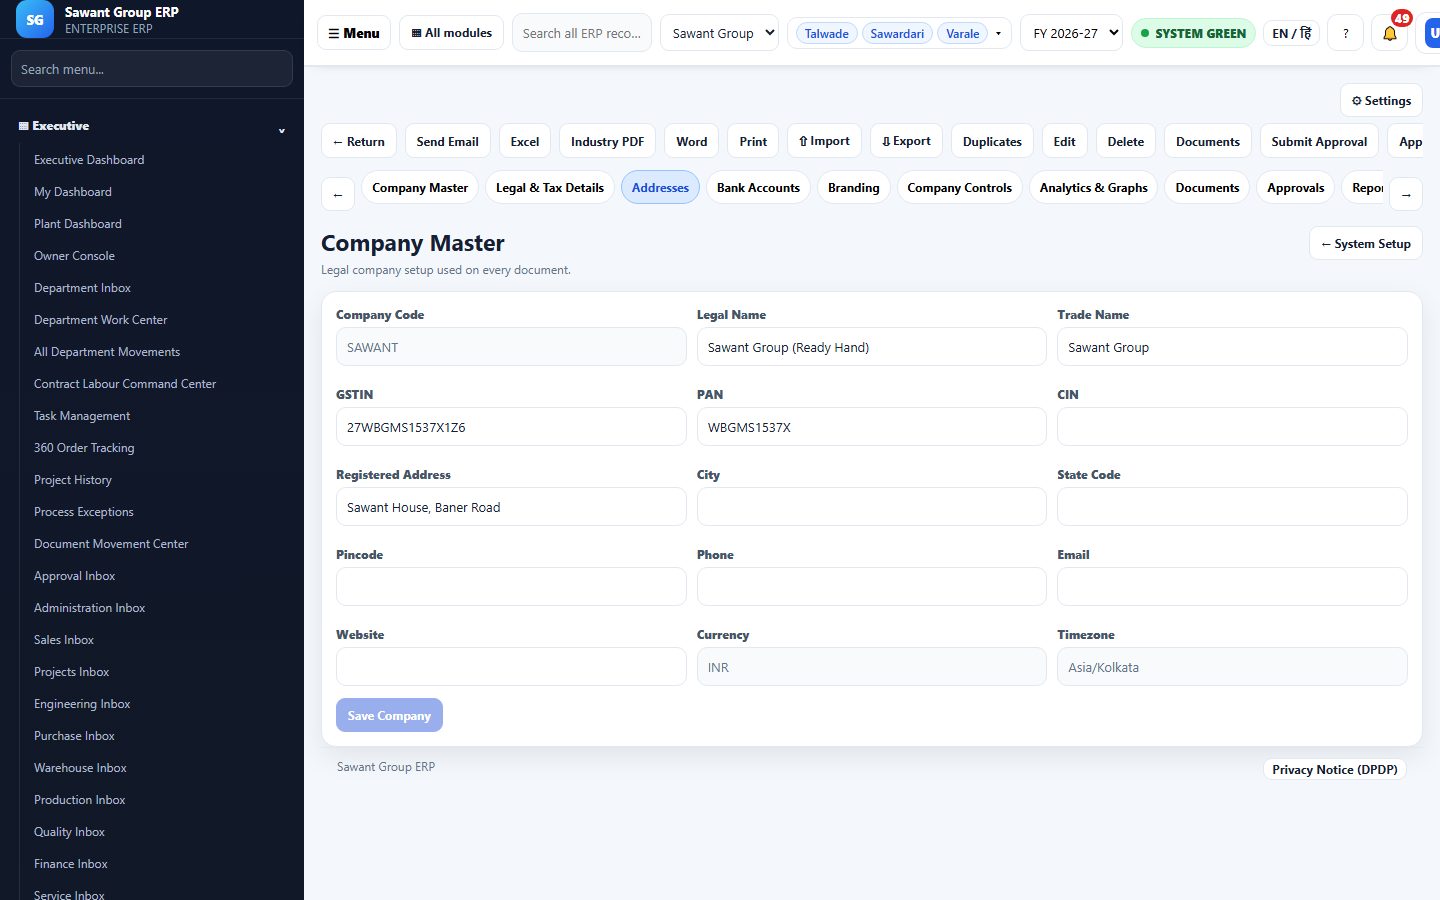 SG
Sawant Group ERP
ENTERPRISE ERP
Search menu...
Executive
Executive Dashboard
My Dashboard
Plant Dashboard
Owner Console
Department Inbox
Department Work Center
All Department Movements
Contract Labour Command Center
Task Management
360 Order Tracking
Project History
Process Exceptions
Document Movement Center
Approval Inbox
Administration Inbox
Sales Inbox
Projects Inbox
Engineering Inbox
Purchase Inbox
Warehouse Inbox
Production Inbox
Quality Inbox
Finance Inbox
Service Inbox
☰ Menu
All modules
Search all ERP reco...
Sawant Group
Talwade
Sawardari
Varale
FY 2026-27
SYSTEM GREEN
EN / हिं
?
49
U
⚙ Settings
← Return
Send Email
Excel
Industry PDF
Word
Print
⇧ Import
⇩ Export
Duplicates
Edit
Delete
Documents
Submit Approval
App
←
Company Master
Legal & Tax Details
Addresses
Bank Accounts
Branding
Company Controls
Analytics & Graphs
Documents
Approvals
Repor
→
Company Master
Legal company setup used on every document.
← System Setup
Company Code
SAWANT
Legal Name
Sawant Group (Ready Hand)
Trade Name
Sawant Group
GSTIN
27WBGMS1537X1Z6
PAN
WBGMS1537X
CIN
Registered Address
Sawant House, Baner Road
City
State Code
Pincode
Phone
Email
Website
Currency
INR
Timezone
Asia/Kolkata
Save Company
Sawant Group ERP
Privacy Notice (DPDP)